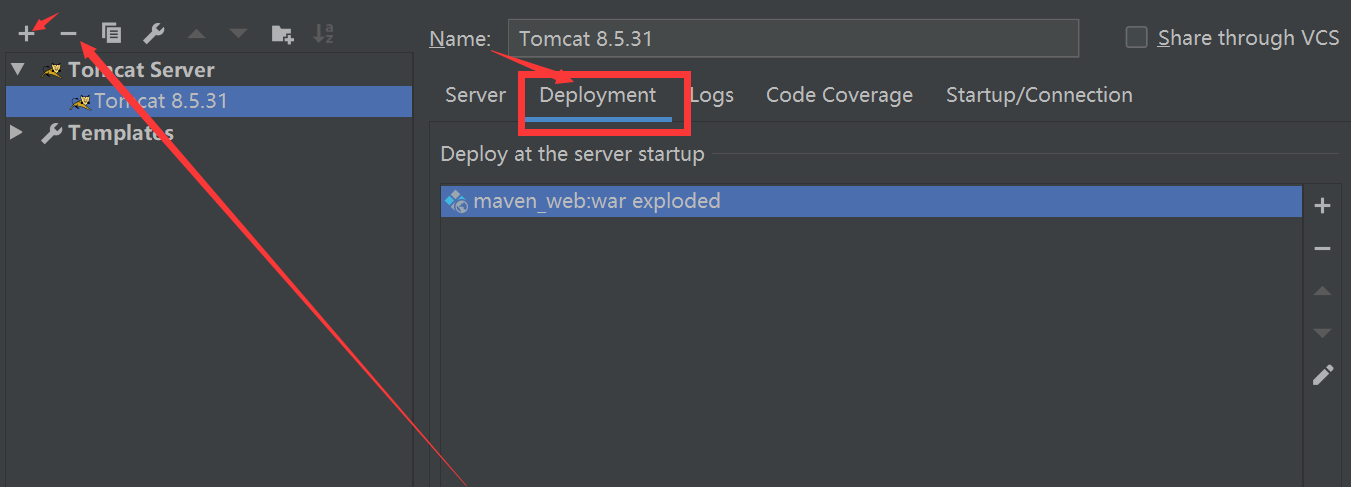 Name: Tomcat 8.5.31 Share through VCS
Tomcat Server
Tomcat 8.5.31
Templates
Server Deployment Logs Code Coverage Startup/Connection
Deploy at the server startup
maven_web:war exploded